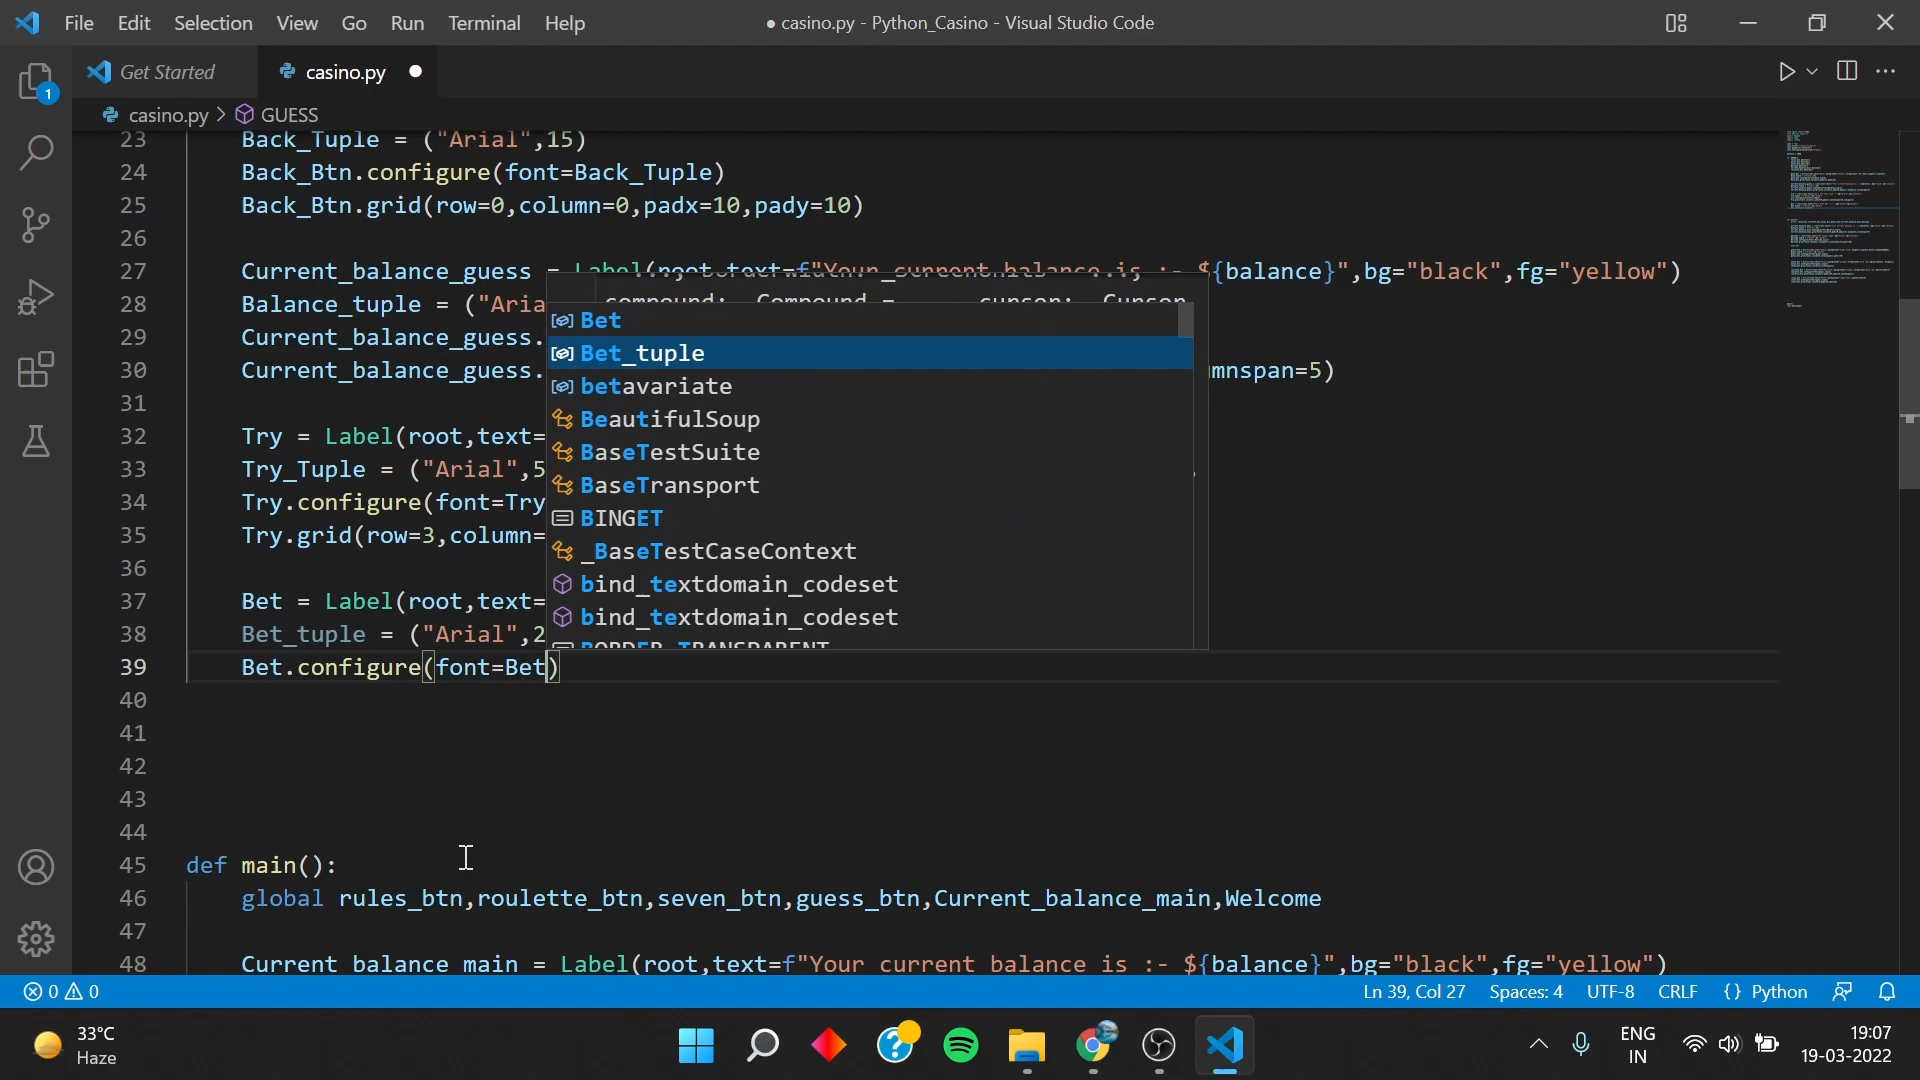 File Edit Selection View Go Run Terminal Help
● casino.py - Python_Casino - Visual Studio Code
Get Started
casino.py ●
1
casino.py > GUESS
23 Back_Tuple = ("Arial",15)
24 Back_Btn.configure(font=Back_Tuple)
25 Back_Btn.grid(row=0,column=0,padx=10,pady=10)
26
27 Current_balance_guess = Label(root,text=f"Your current balance is :- ${balance}",bg="black",fg="yellow")
28 Balance_tuple = ("Aria
compound: _Compound = cursor: _Cursor
29 Current_balance_guess.
30 Current_balance_guess. mnspan=5)
31
32 Try = Label(root,text=
33 Try_Tuple = ("Arial",5
34 Try.configure(font=Try
35 Try.grid(row=3,column=
36
37 Bet = Label(root,text=
38 Bet_tuple = ("Arial",2
39 Bet.configure(font=Bet)
Bet
Bet_tuple
betavariate
BeautifulSoup
BaseTestSuite
BaseTransport
BINGET
_BaseTestCaseContext
bind_textdomain_codeset
bind_textdomain_codeset
BORDER_TRANSPARENT
40
41
42
43
44
45 def main():
46 global rules_btn,roulette_btn,seven_btn,guess_btn,Current_balance_main,Welcome
47
48 Current_balance_main = Label(root,text=f"Your current balance is :- ${balance}",bg="black",fg="yellow")
0 0
Ln 39, Col 27 Spaces: 4 UTF-8 CRLF {} Python
33°C
Haze
ENG
IN
19:07
19-03-2022